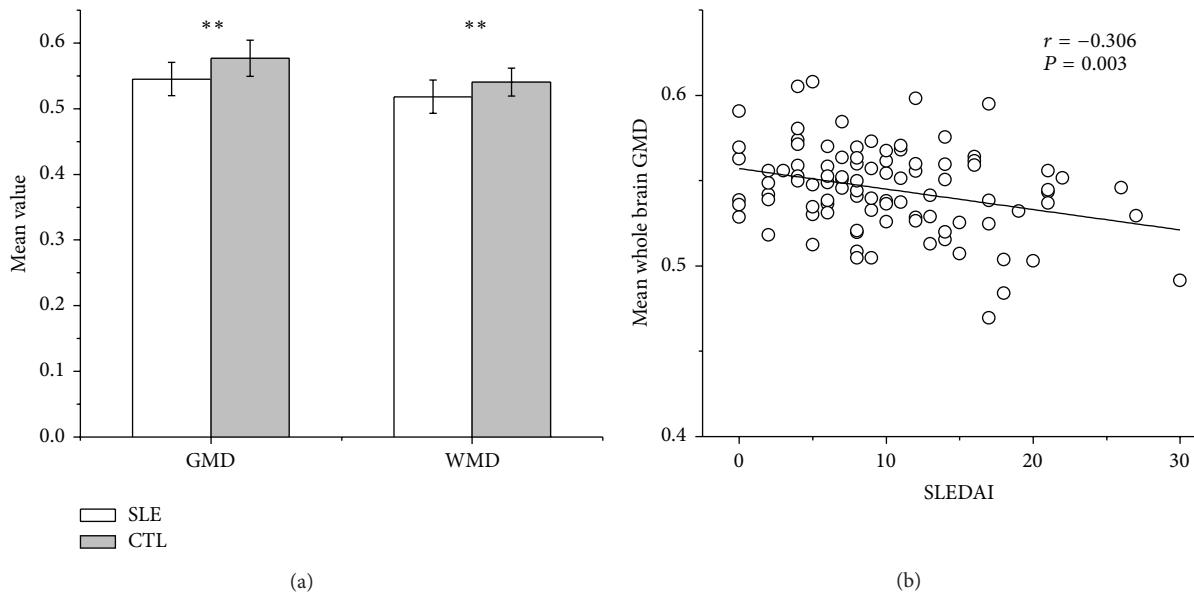 Mean value
0.6
0.5
0.4
0.3
0.2
0.1
0.0
**
**
GMD
WMD
SLE
CTL
(a)
Mean whole brain GMD
0.6
0.5
0.4
r = −0.306
P = 0.003
0
10
20
30
SLEDAI
(b)